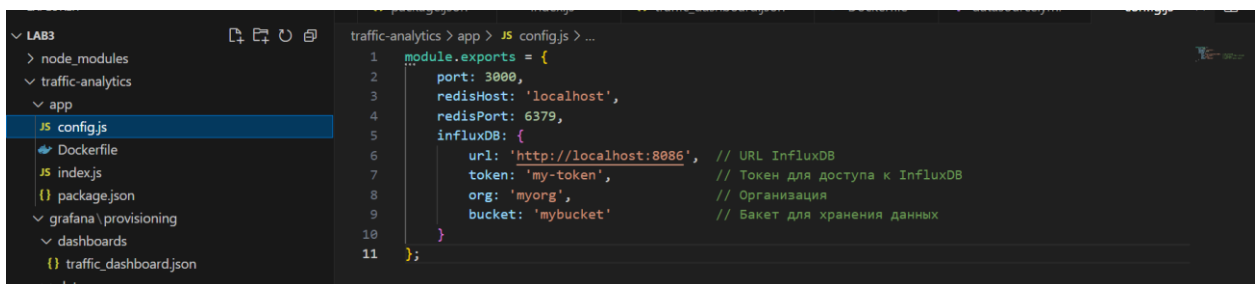 LAB3
node_modules
traffic-analytics
app
JS config.js
Dockerfile
JS index.js
{} package.json
grafana \ provisioning
dashboards
{} traffic_dashboard.json
traffic-analytics > app > JS config.js > ...
1 module.exports = {
2 port: 3000,
3 redisHost: 'localhost',
4 redisPort: 6379,
5 influxDB: {
6 url: 'http://localhost:8086', // URL InfluxDB
7 token: 'my-token', // Токен для доступа к InfluxDB
8 org: 'myorg', // Организация
9 bucket: 'mybucket' // Бакет для хранения данных
10 }
11 };